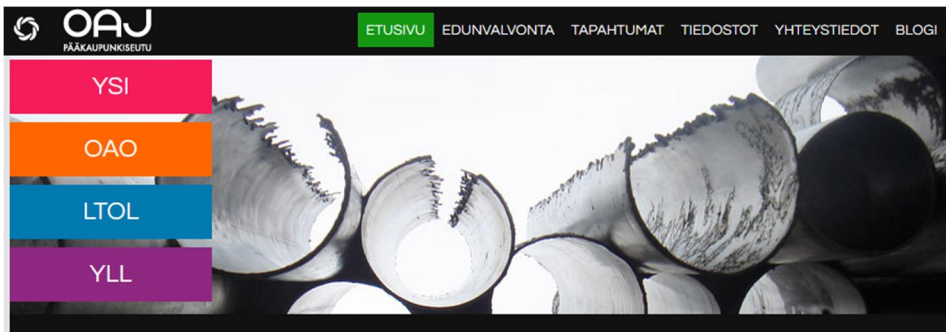 OAJ
PÄÄKAUPUNKISEUTU
ETUSIVU EDUNVALVONTA TAPAHTUMAT TIEDOSTOT YHTEYSTIEDOT BLOGI
YSI
OAO
LTOL
YLL